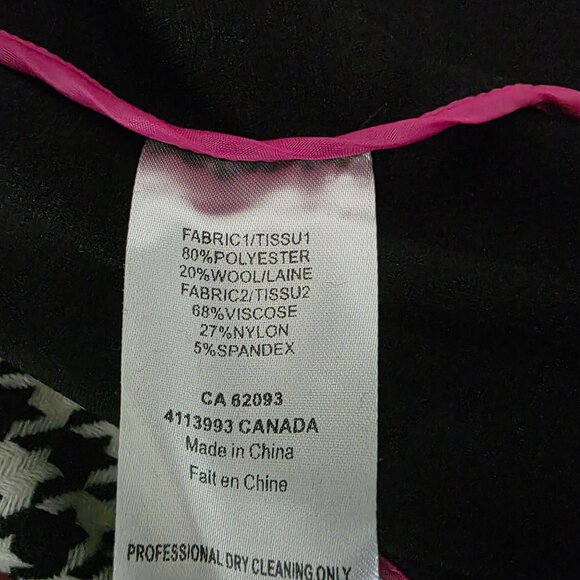 FABRIC1/TISSU1
80%POLYESTER
20%WOOL/LAINE
FABRIC2/TISSU2
68%VISCOSE
27%NYLON
5%SPANDEX
CA 62093
4113993 CANADA
Made in China
Fait en Chine
PROFESSIONAL DRY CLEANING ONLY